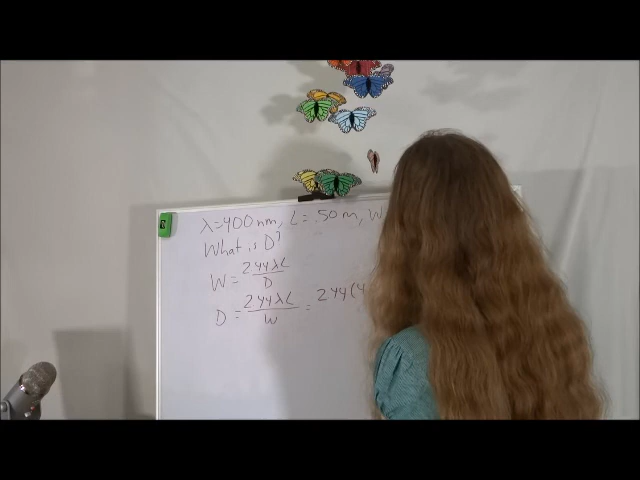 λ=400 nm, L=.50 m, W
What is D?
W = 2.44λL / D
D = 2.44λL / W = 2.44(4